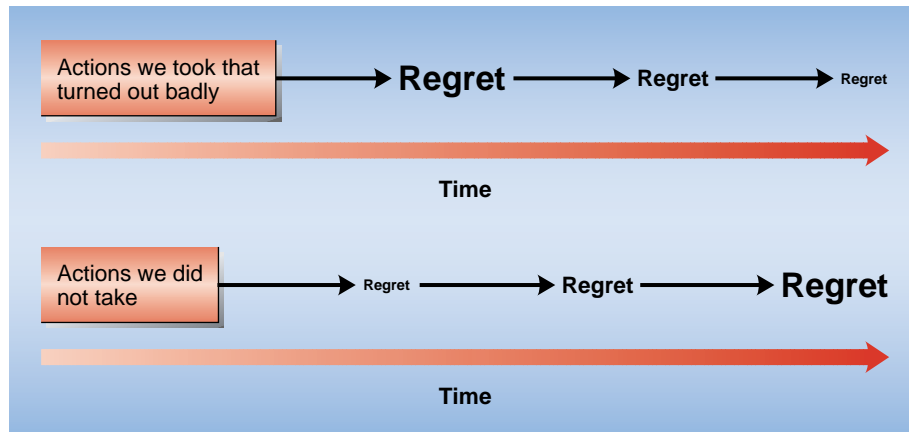 Actions we took that
turned out badly
Regret Regret Regret
Time
Actions we did
not take
Regret Regret Regret
Time